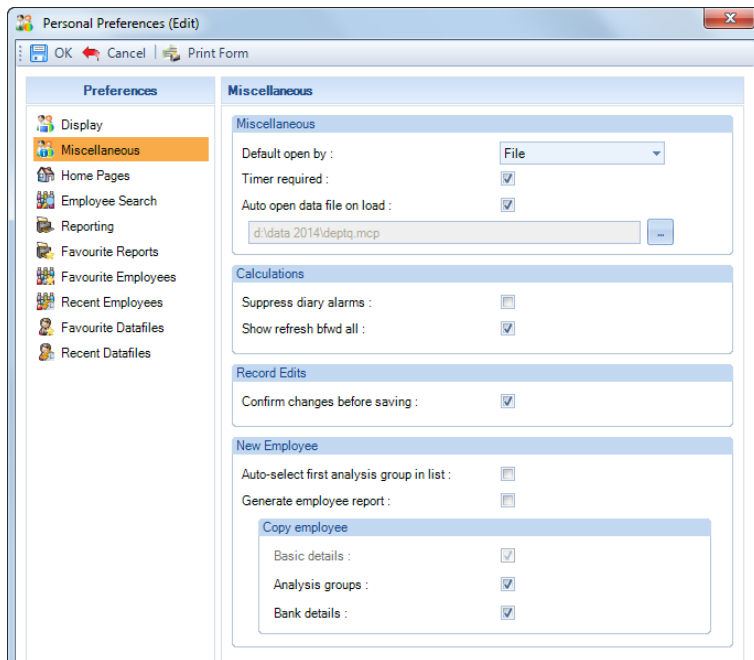 Personal Preferences (Edit)
OK Cancel Print Form
Preferences
Display
Miscellaneous
Home Pages
Employee Search
Reporting
Favourite Reports
Favourite Employees
Recent Employees
Favourite Datafiles
Recent Datafiles
Miscellaneous
Miscellaneous
Default open by : File
Timer required :
Auto open data file on load :
d:\data 2014\deptq.mcp ...
Calculations
Suppress diary alarms :
Show refresh bfwd all :
Record Edits
Confirm changes before saving :
New Employee
Auto-select first analysis group in list :
Generate employee report :
Copy employee
Basic details :
Analysis groups :
Bank details :